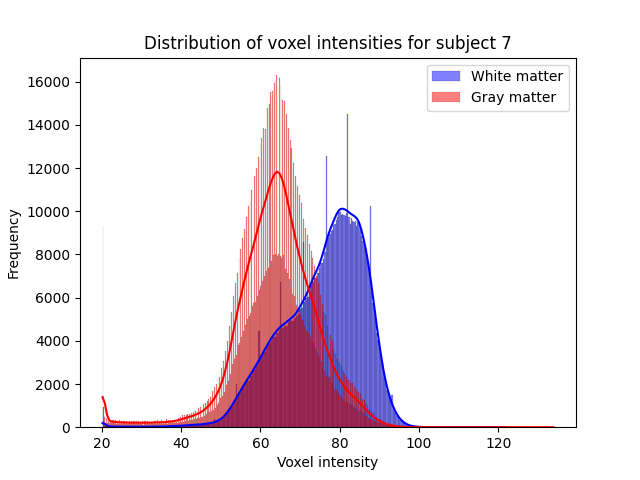 Distribution of voxel intensities for subject 7
White matter
Gray matter
16000
14000
12000
10000
8000
6000
4000
2000
0
Frequency
20 40 60 80 100 120
Voxel intensity